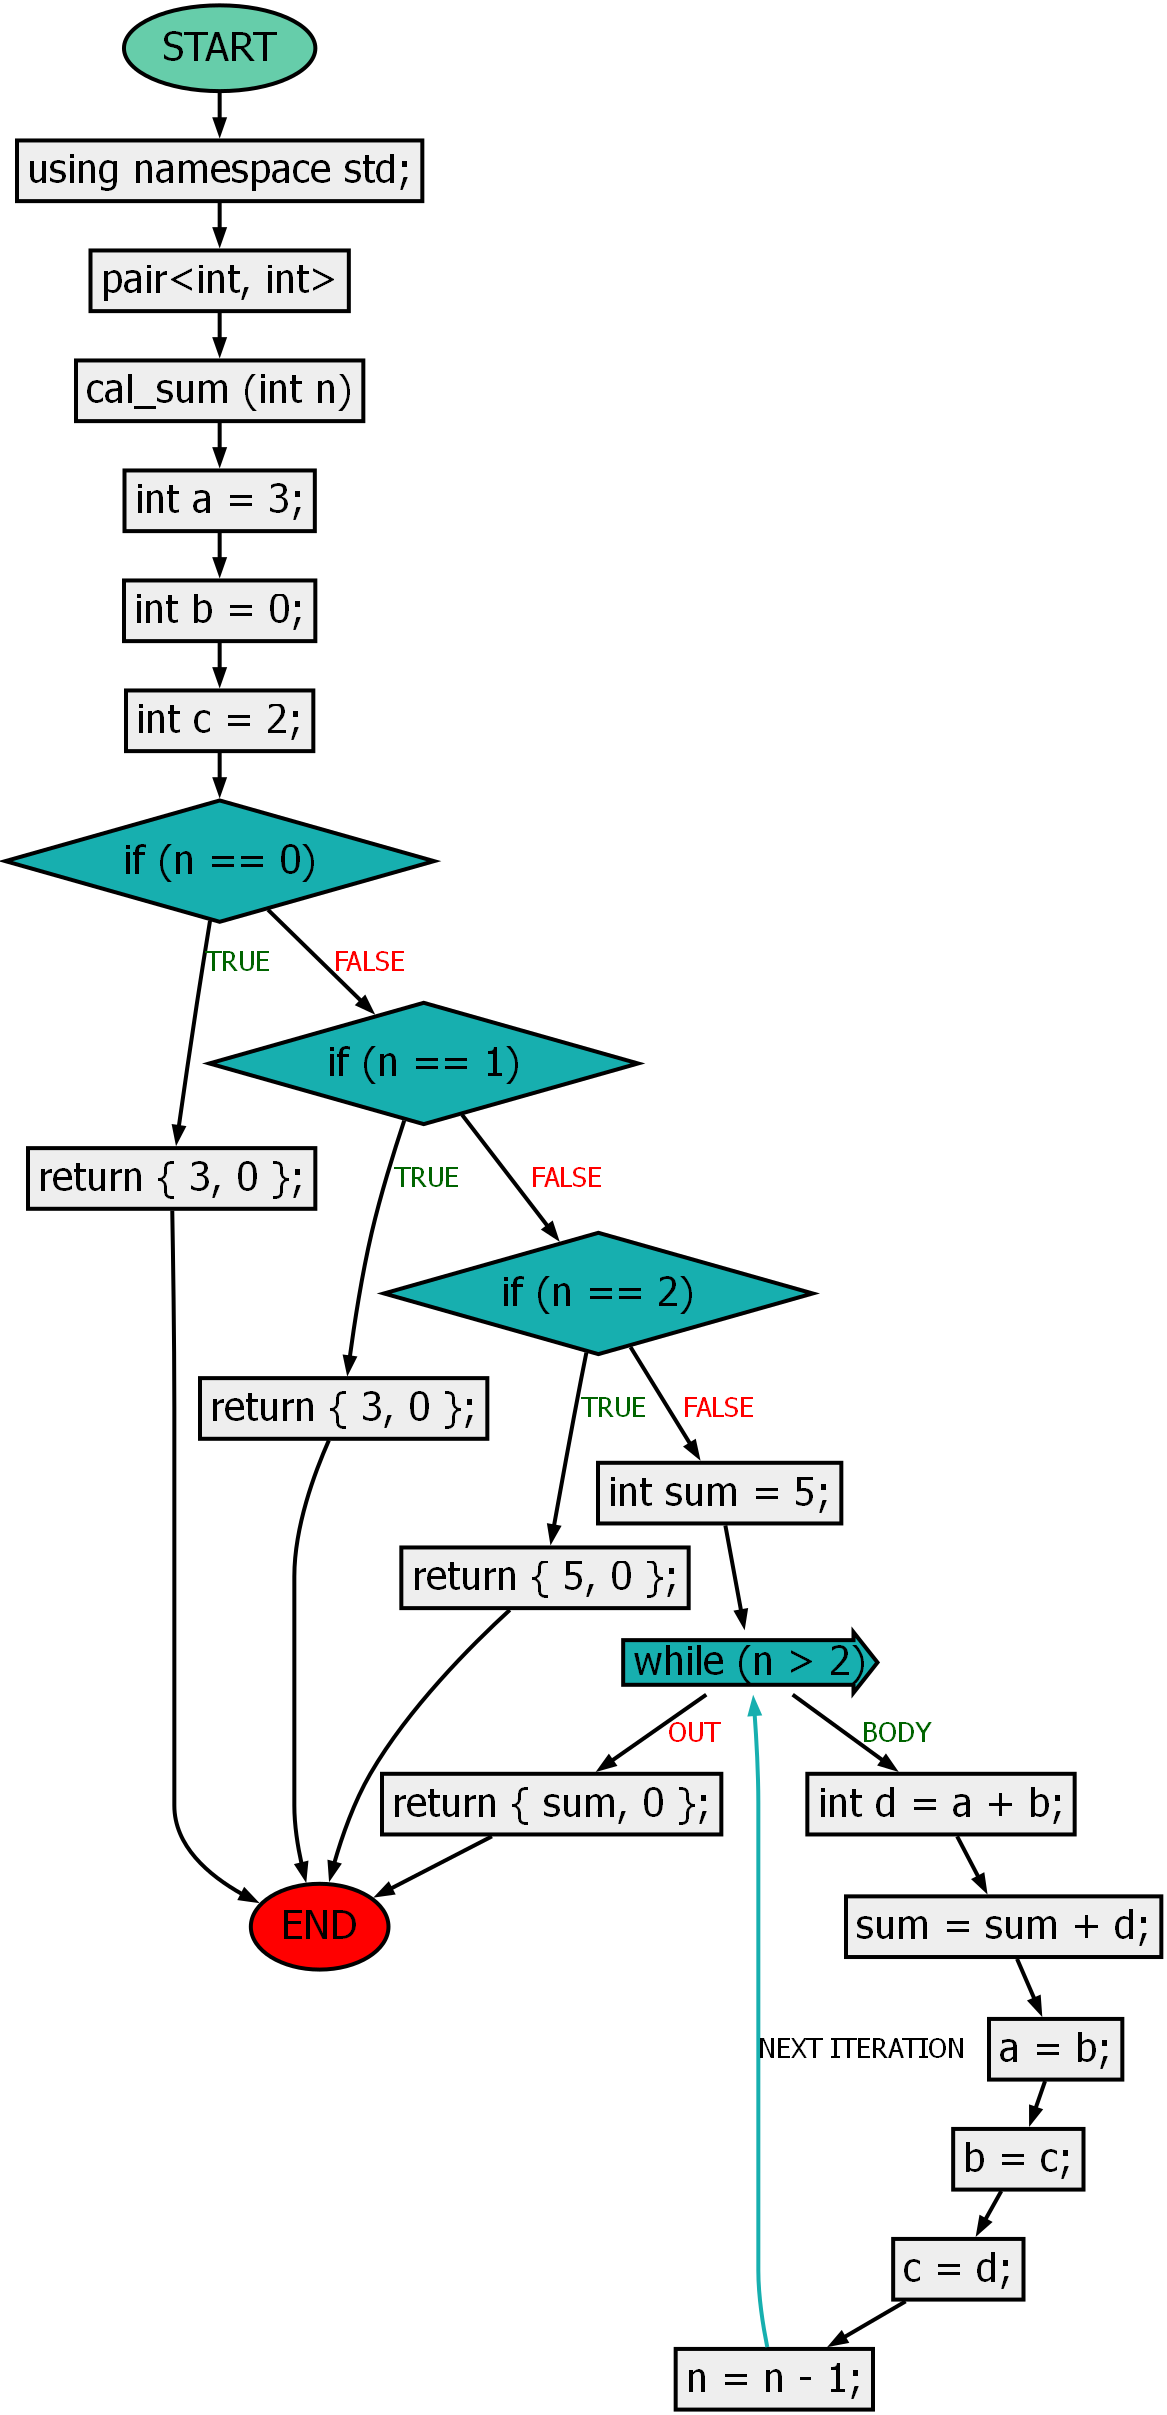 START
using namespace std;
pair<int, int>
cal_sum (int n)
int a = 3;
int b = 0;
int c = 2;
if (n == 0)
TRUE
FALSE
if (n == 1)
return { 3, 0 };
TRUE
FALSE
if (n == 2)
return { 3, 0 };
TRUE
FALSE
int sum = 5;
return { 5, 0 };
while (n > 2)
OUT
BODY
return { sum, 0 };
int d = a + b;
END
sum = sum + d;
NEXT ITERATION
a = b;
b = c;
c = d;
n = n - 1;